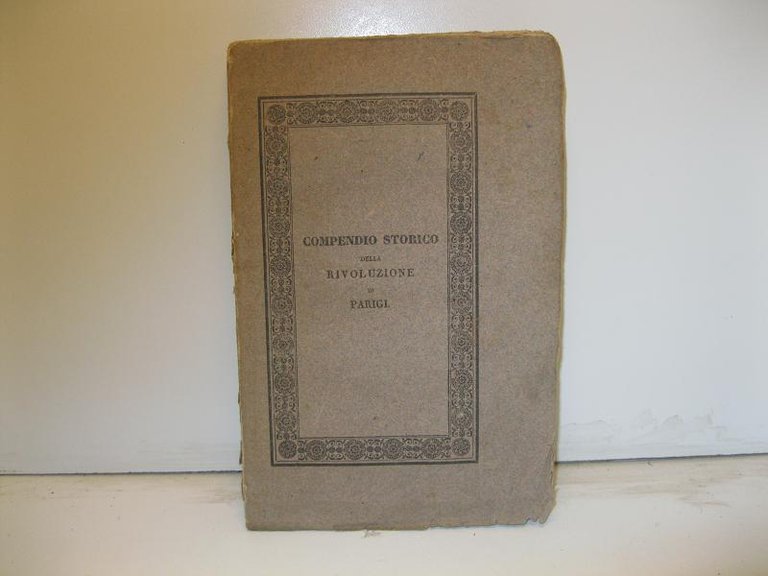 COMPENDIO STORICO
DELLA
RIVOLUZIONE
DI
PARIGI.